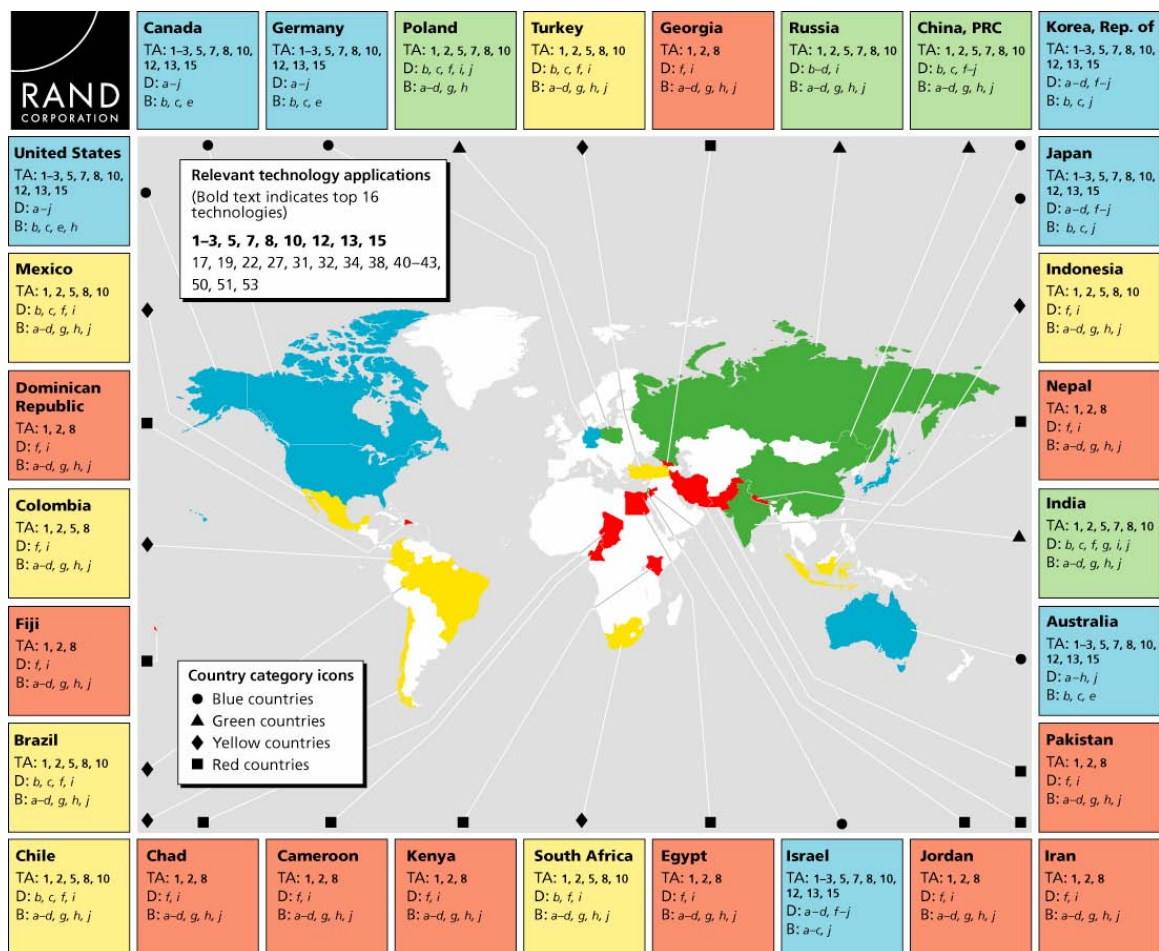 RAND
CORPORATION
Canada
TA: 1–3, 5, 7, 8, 10,
12, 13, 15
D: a–j
B: b, c, e
Germany
TA: 1–3, 5, 7, 8, 10,
12, 13, 15
D: a–j
B: b, c, e
Poland
TA: 1, 2, 5, 7, 8, 10
D: b, c, f, i, j
B: a–d, g, h
Turkey
TA: 1, 2, 5, 8, 10
D: b, c, f, i
B: a–d, g, h, j
Georgia
TA: 1, 2, 8
D: f, i
B: a–d, g, h, j
Russia
TA: 1, 2, 5, 7, 8, 10
D: b–d, i
B: a–d, g, h, j
China, PRC
TA: 1, 2, 5, 7, 8, 10
D: b, c, f–j
B: a–d, g, h, j
Korea, Rep. of
TA: 1–3, 5, 7, 8, 10,
12, 13, 15
D: a–d, f–j
B: b, c, j
United States
TA: 1–3, 5, 7, 8, 10,
12, 13, 15
D: a–j
B: b, c, e, h
Mexico
TA: 1, 2, 5, 8, 10
D: b, c, f, i
B: a–d, g, h, j
Dominican
Republic
TA: 1, 2, 8
D: f, i
B: a–d, g, h, j
Colombia
TA: 1, 2, 5, 8
D: f, i
B: a–d, g, h, j
Fiji
TA: 1, 2, 8
D: f, i
B: a–d, g, h, j
Brazil
TA: 1, 2, 5, 8, 10
D: b, c, f, i
B: a–d, g, h, j
Relevant technology applications
(Bold text indicates top 16
technologies)
1–3, 5, 7, 8, 10, 12, 13, 15
17, 19, 22, 27, 31, 32, 34, 38, 40–43,
50, 51, 53
Country category icons
Blue countries
Green countries
Yellow countries
Red countries
Japan
TA: 1–3, 5, 7, 8, 10,
12, 13, 15
D: a–d, f–j
B: b, c, j
Indonesia
TA: 1, 2, 5, 8, 10
D: f, i
B: a–d, g, h, j
Nepal
TA: 1, 2, 8
D: f, i
B: a–d, g, h, j
India
TA: 1, 2, 5, 7, 8, 10
D: b, c, f, g, i, j
B: a–d, g, h, j
Australia
TA: 1–3, 5, 7, 8, 10,
12, 13, 15
D: a–h, j
B: b, c, e
Pakistan
TA: 1, 2, 8
D: f, i
B: a–d, g, h, j
Chile
TA: 1, 2, 5, 8, 10
D: b, c, f, i
B: a–d, g, h, j
Chad
TA: 1, 2, 8
D: f, i
B: a–d, g, h, j
Cameroon
TA: 1, 2, 8
D: f, i
B: a–d, g, h, j
Kenya
TA: 1, 2, 8
D: f, i
B: a–d, g, h, j
South Africa
TA: 1, 2, 5, 8, 10
D: b, f, i
B: a–d, g, h, j
Egypt
TA: 1, 2, 8
D: f, i
B: a–d, g, h, j
Israel
TA: 1–3, 5, 7, 8, 10,
12, 13, 15
D: a–d, f–j
B: a–c, j
Jordan
TA: 1, 2, 8
D: f, i
B: a–d, g, h, j
Iran
TA: 1, 2, 8
D: f, i
B: a–d, g, h, j